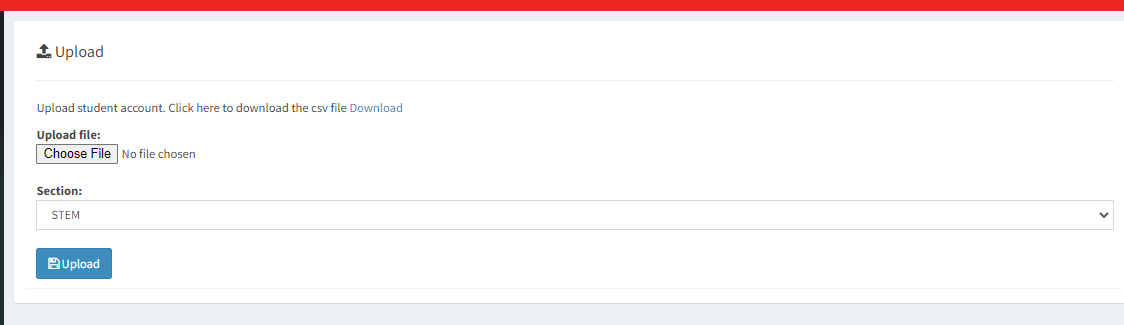 Upload
Upload student account. Click here to download the csv file Download
Upload file:
Choose File No file chosen
Section:
STEM
Upload